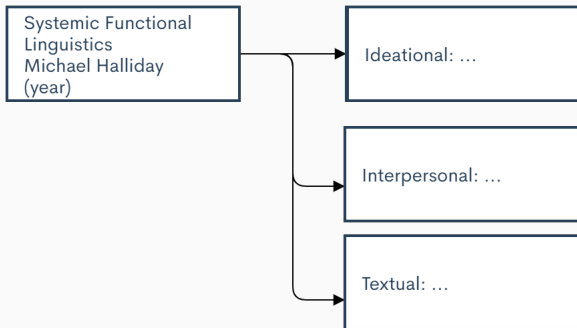 Systemic Functional
Linguistics
Michael Halliday
(year)
Ideational: ...
Interpersonal: ...
Textual: ...